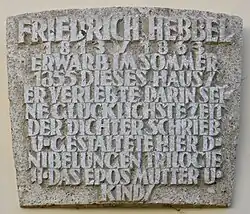 FRIEDRICH HEBBEL
1813/1863
ERWARB IM SOMMER
1855 DIESES HAUS/
ER VERLEBTE DARIN SEI
NE GLÜCKLICHSTE ZEIT
DER DICHTER SCHRIEB
U· GESTALTETE HIER D·
NIBELUNGEN TRILOGIE
U· DAS EPOS MUTTER U·
KIND/